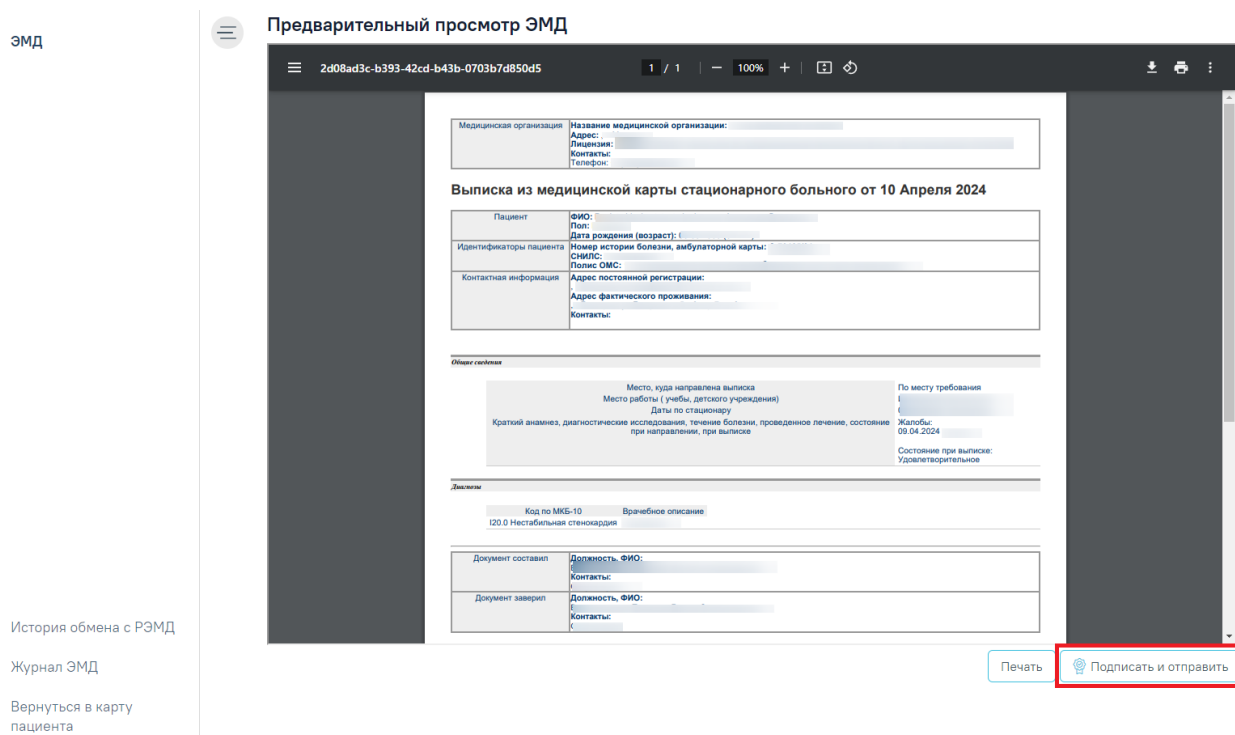 ЭМД
Предварительный просмотр ЭМД
2d08ad3c-b393-42cd-b43b-0703b7d850d5
1 / 1
100%
Медицинская организация
Название медицинской организации:
Адрес:
Лицензия:
Контакты:
Телефон:
Выписка из медицинской карты стационарного больного от 10 Апреля 2024
Пациент
ФИО:
Пол:
Дата рождения (возраст):
Идентификаторы пациента
Номер истории болезни, амбулаторной карты:
СНИЛС:
Полис ОМС:
Контактная информация
Адрес постоянной регистрации:
Адрес фактического проживания:
Контакты:
Общие сведения
Место, куда направлена выписка
По месту требования
Место работы ( учебы, детского учреждения)
Даты по стационару
Краткий анамнез, диагностические исследования, течение болезни, проведенное лечение, состояние
при направлении, при выписке
Жалобы:
09.04.2024
Состояние при выписке:
Удовлетворительное
Диагнозы
Код по МКБ-10
Врачебное описание
I20.0 Нестабильная стенокардия
Документ составил
Должность, ФИО:
Контакты:
Документ заверил
Должность, ФИО:
Контакты:
Печать
Подписать и отправить
История обмена с РЭМД
Журнал ЭМД
Вернуться в карту
пациента